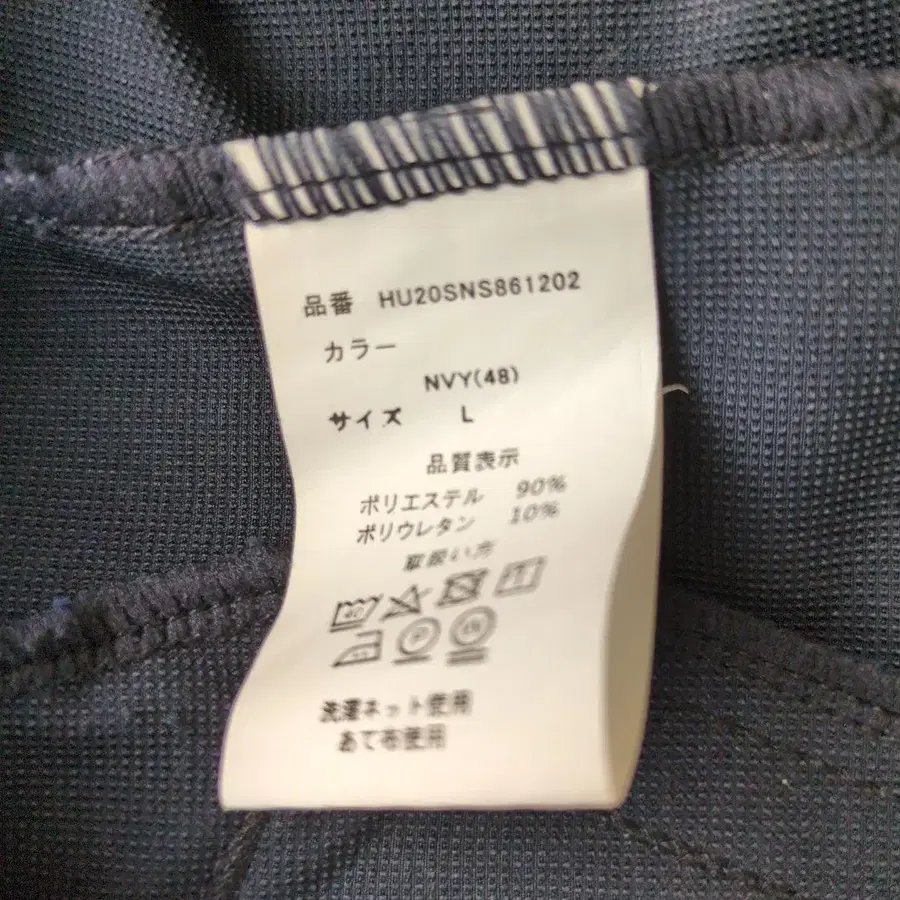 品番 HU20SNS861202
カラー
NVY(48)
サイズ L
品質表示
ポリエステル 90%
ポリウレタン 10%
取扱い方
洗濯ネット使用
あて布使用